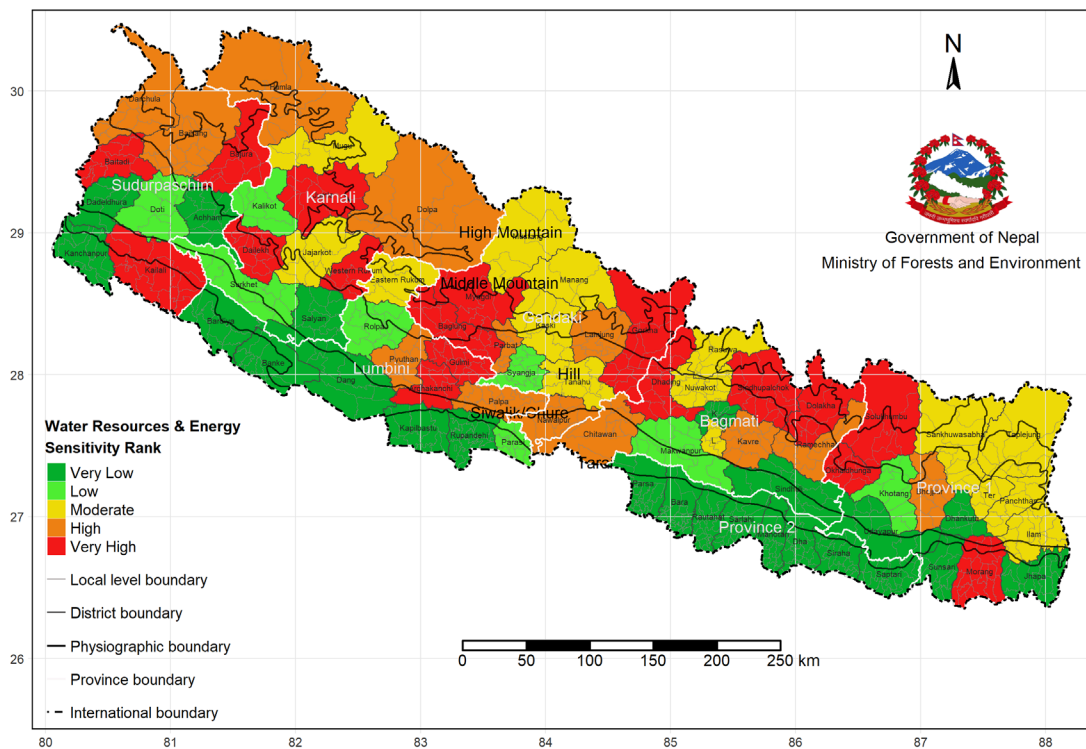 N
Government of Nepal
Ministry of Forests and Environment
30
29
28
27
26
80
81
82
83
84
85
86
87
88
Darchula
Humla
Bajhang
Bajura
Baitadi
Mugu
Sudurpaschim
Karnali
Dadeldhura
Doti
Achham
Kalikot
Dolpa
Kanchanpur
Kailali
Dailekh
Jajarkot
High Mountain
Middle Mountain
Western Rukum
Eastern Rukum
Manang
Surkhet
Bardiya
Salyan
Rolpa
Baglung
Gandaki
Kaski
Lamjung
Gorkha
Parbat
Banke
Dang
Pyuthan
Gulmi
Syangja
Tanahu
Hill
Lumbini
Rasuwa
Nuwakot
Dhading
Sindhupalchok
Dolakha
Solukhumbu
Sankhuwasabha
Taplejung
Palpa
Siwalik/Chure
Nawalpur
Chitawan
Kapilbastu
Rupandehi
Parasi
Tarai
Bagmati
Kavre
Ramechhap
Okhaldhunga
Makwanpur
Khotang
Province 1
Ter
Panchthar
Ilam
Parsa
Bara
Rautahat
Sarlahi
Province 2
Sindhuli
Dha
Siraha
Saptari
Udayapur
Dhankuta
Sunsari
Morang
Jhapa
Water Resources & Energy
Sensitivity Rank
Very Low
Low
Moderate
High
Very High
Local level boundary
District boundary
Physiographic boundary
Province boundary
International boundary
0 50 100 150 200 250 km